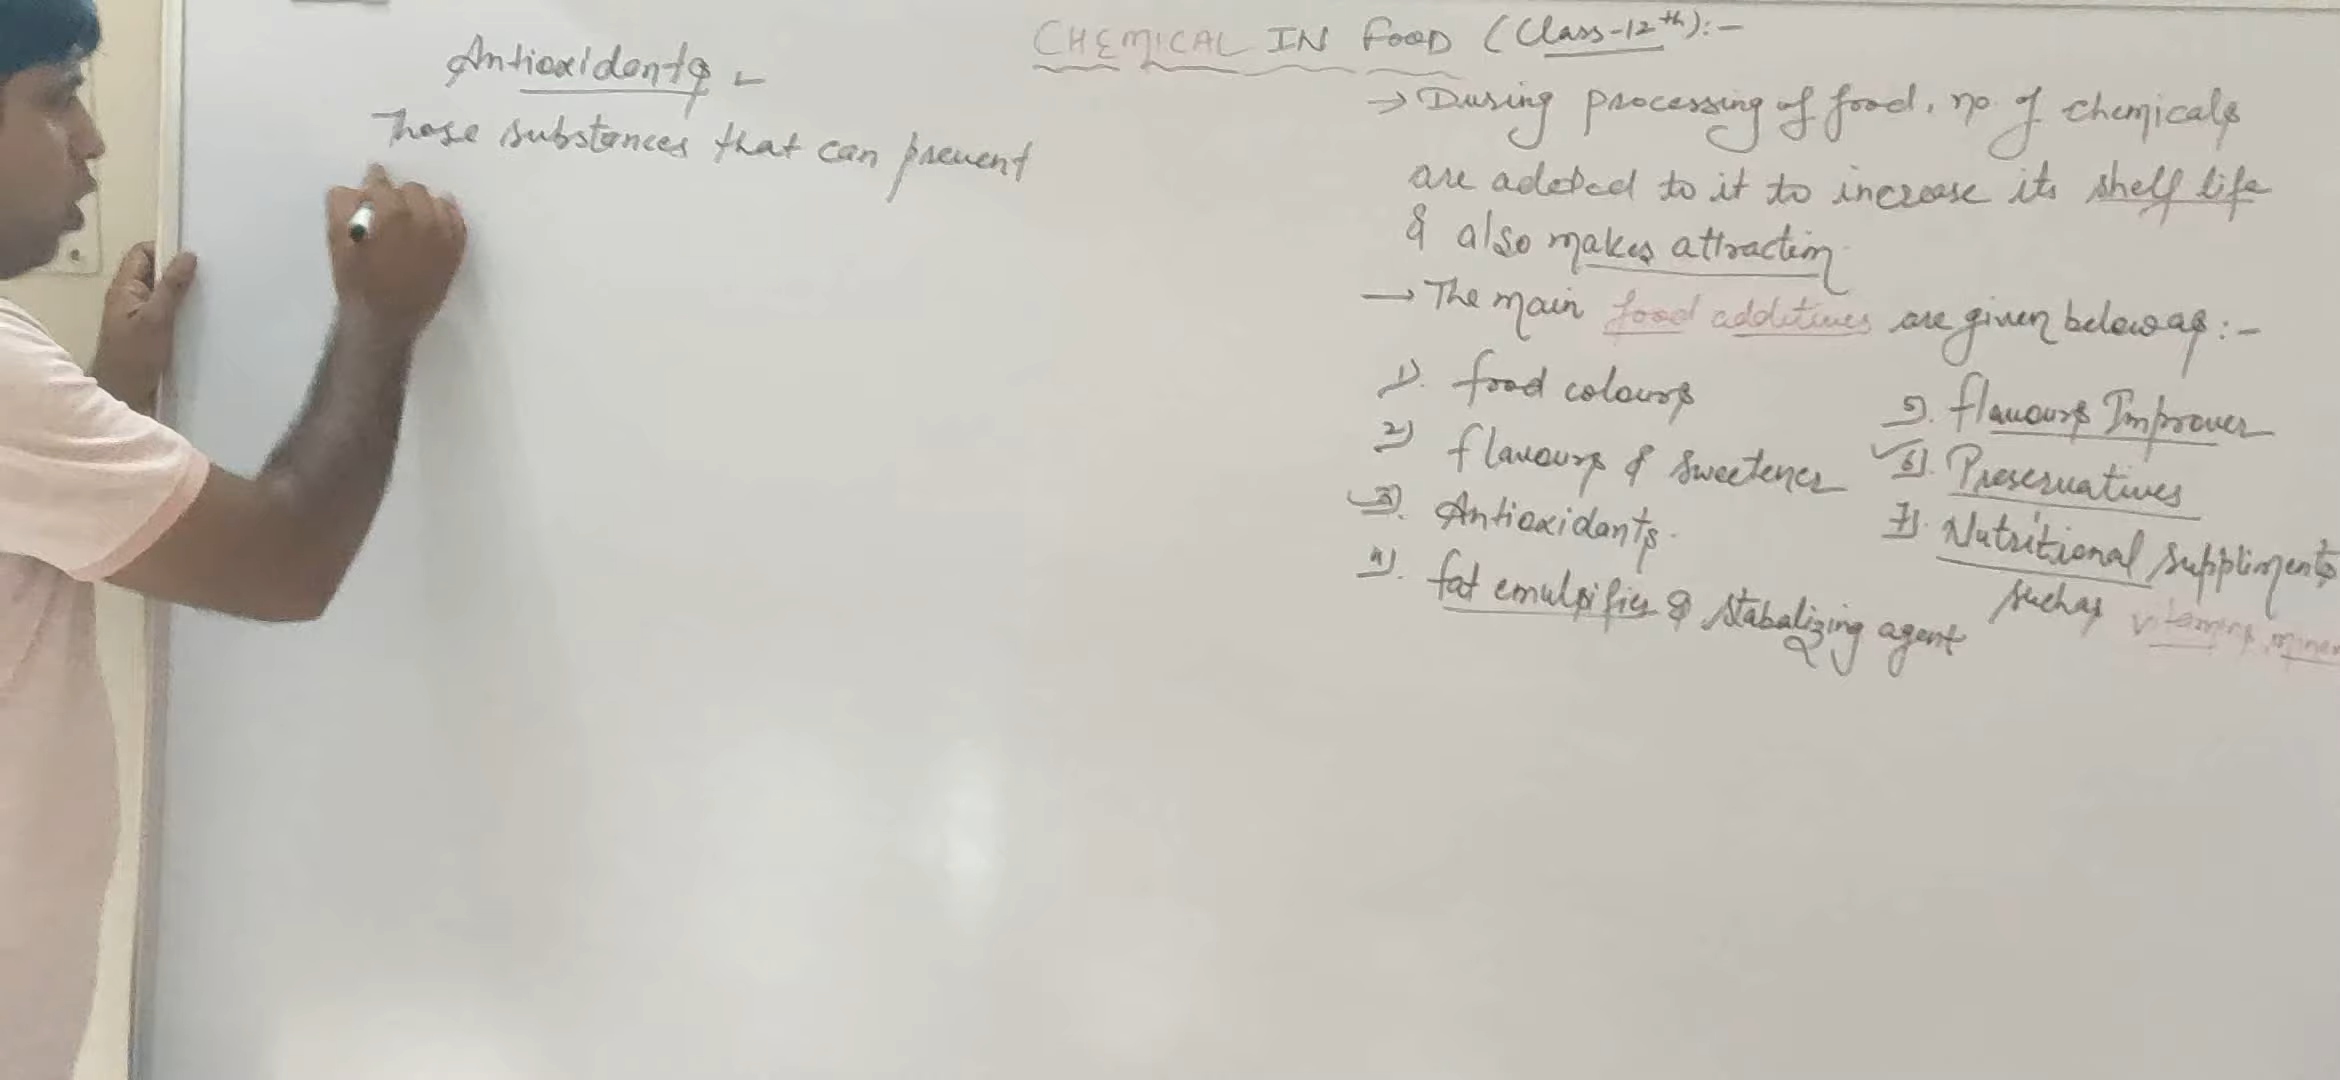 Antioxidants -
Those substances that can prevent
CHEMICAL IN FOOD (Class-12th):-
→ During processing of food, no. of chemicals
are added to it to increase its shelf life
& also makes attraction.
→ The main food additives are given below as :-
1). food colours
2) flavours & sweetener
3). Antioxidants.
4). fat emulsifies & stabalizing agent
5). flavours Improver
6). Preservatives
7). Nutritional suppliments
such as